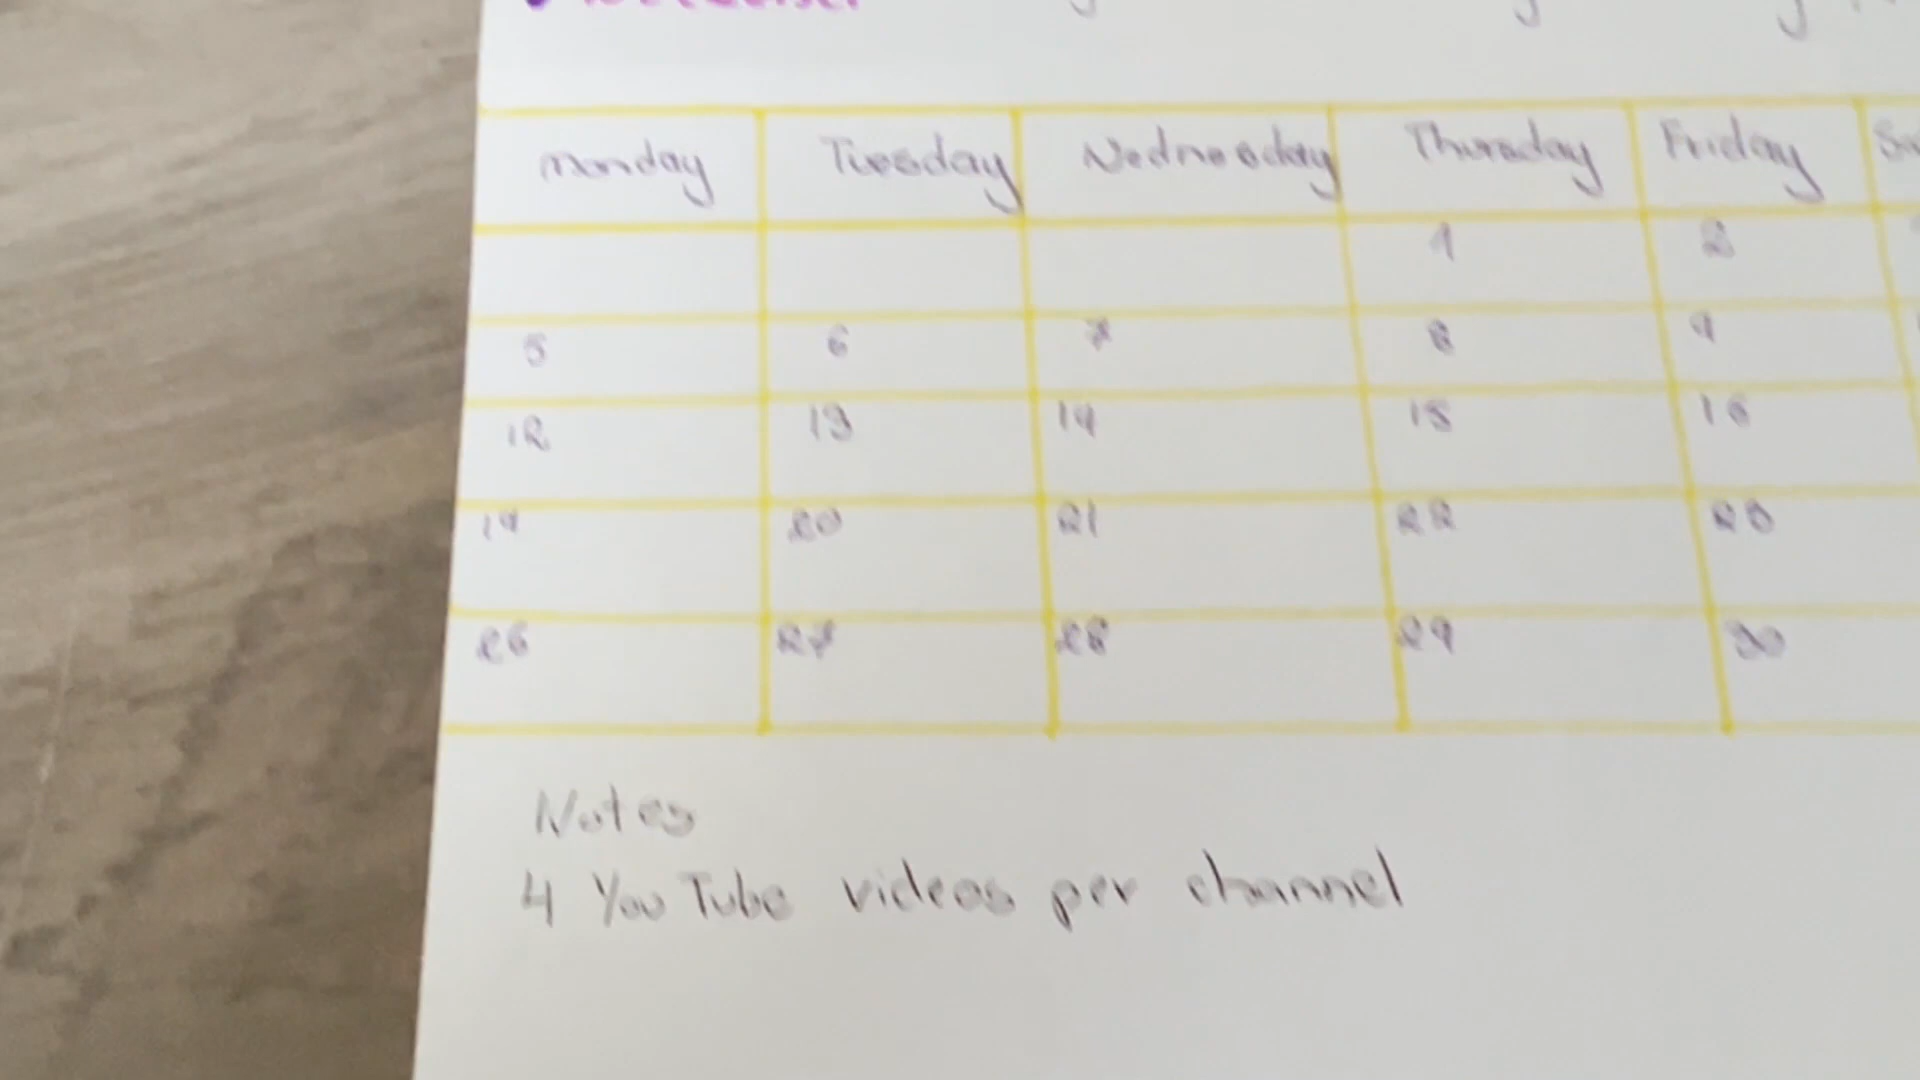 monday Tuesday Wednesday Thursday Friday
1 2
5 6 7 8 9
12 13 14 15 16
19 20 21 22 23
26 27 28 29 30
Notes
4 YouTube videos per channel